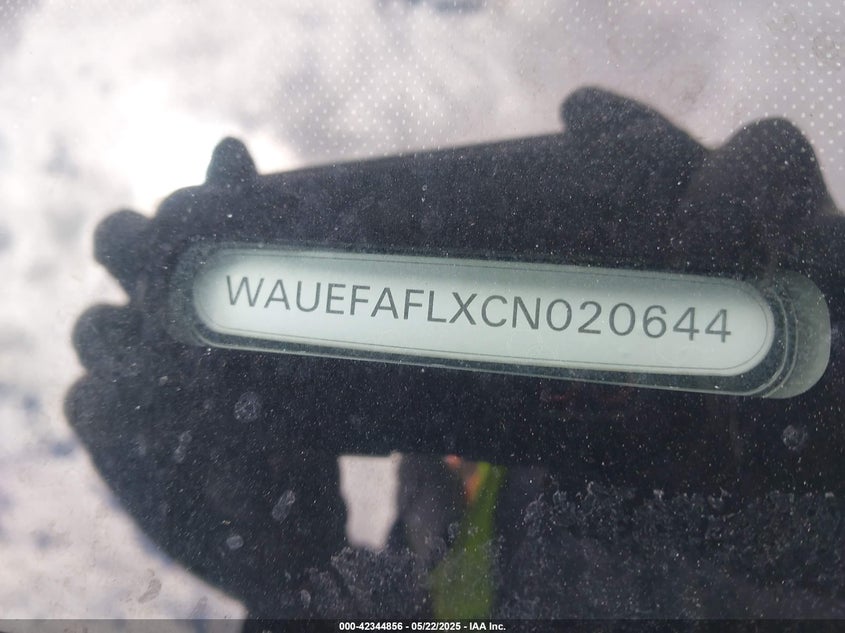 WAUEFAFLXCN020644
000-42344856 - 05/22/2025 - IAA Inc.